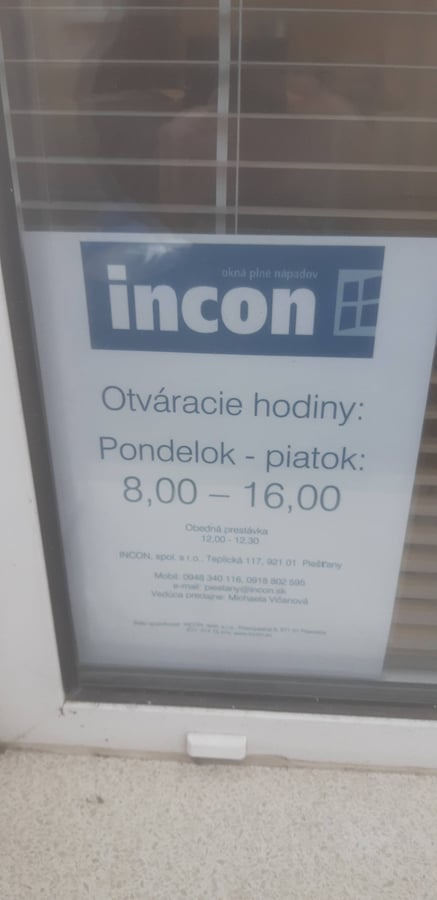 okná plné nápadov
incon
Otváracie hodiny:
Pondelok - piatok:
8,00 – 16,00
Obedná prestávka
12,00 - 12,30
INCON, spol. s r.o., Teplická 117, 921 01 Piešťany
Mobil: 0948 340 116, 0918 802 595
e-mail: piestany@incon.sk
Vedúca predajne: Michaela Vičanová